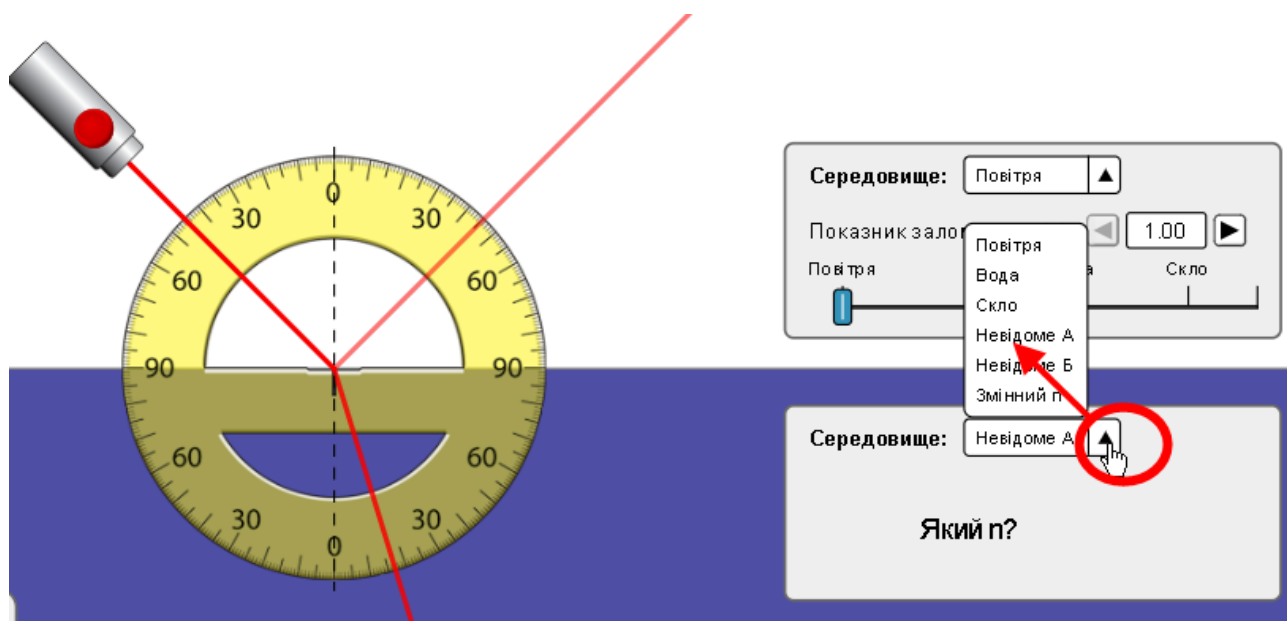 0
30
30
60
60
90
90
60
60
30
30
0
Середовище:
Повітря
Показник залом
1.00
Повітря
Скло
Повітря
Вода
Скло
Невідоме А
Невідоме Б
Змінний n
Середовище:
Невідоме А
Який n?